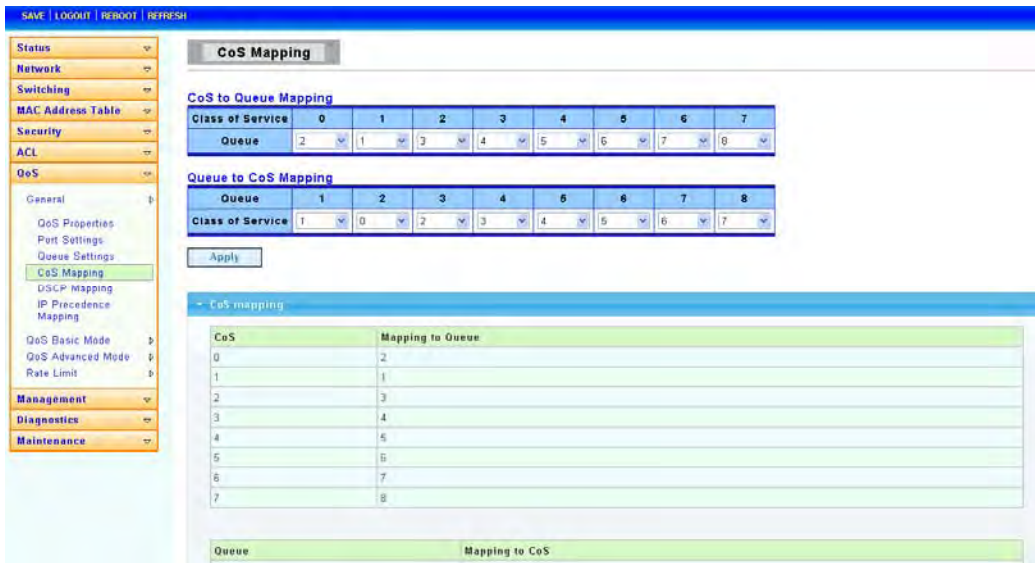 SAVE | LOGOUT | REBOOT | REFRESH
Status
Network
Switching
MAC Address Table
Security
ACL
QoS
General
QoS Properties
Port Settings
Queue Settings
CoS Mapping
DSCP Mapping
IP Precedence
Mapping
QoS Basic Mode
QoS Advanced Mode
Rate Limit
Management
Diagnostics
Maintenance
CoS Mapping
CoS to Queue Mapping
Class of Service 0 1 2 3 4 5 6 7
Queue 2 1 3 4 5 6 7 8
Queue to CoS Mapping
Queue 1 2 3 4 5 6 7 8
Class of Service 1 0 2 3 4 5 6 7
Apply
CoS mapping
CoS Mapping to Queue
0 2
1 1
2 3
3 4
4 5
5 6
6 7
7 8
Queue Mapping to CoS